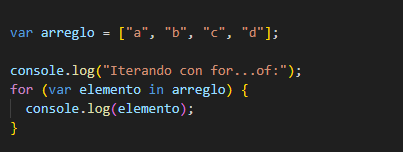 var arreglo = ["a", "b", "c", "d"];
console.log("Iterando con for...of:");
for (var elemento in arreglo) {
console.log(elemento);
}